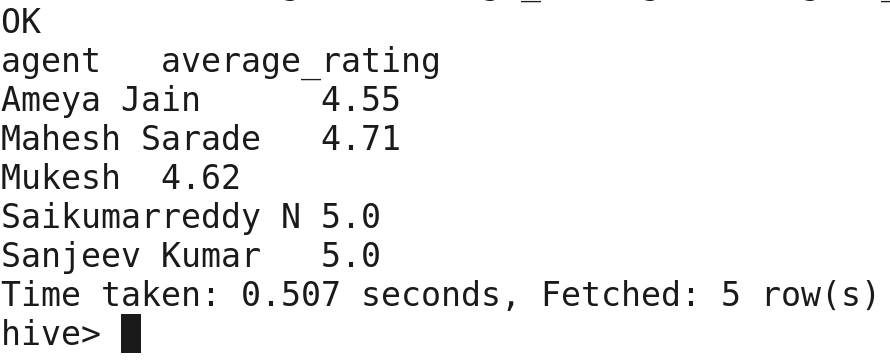 OK
agent   average_rating
Ameya Jain      4.55
Mahesh Sarade   4.71
Mukesh  4.62
Saikumarreddy N 5.0
Sanjeev Kumar   5.0
Time taken: 0.507 seconds, Fetched: 5 row(s)
hive>